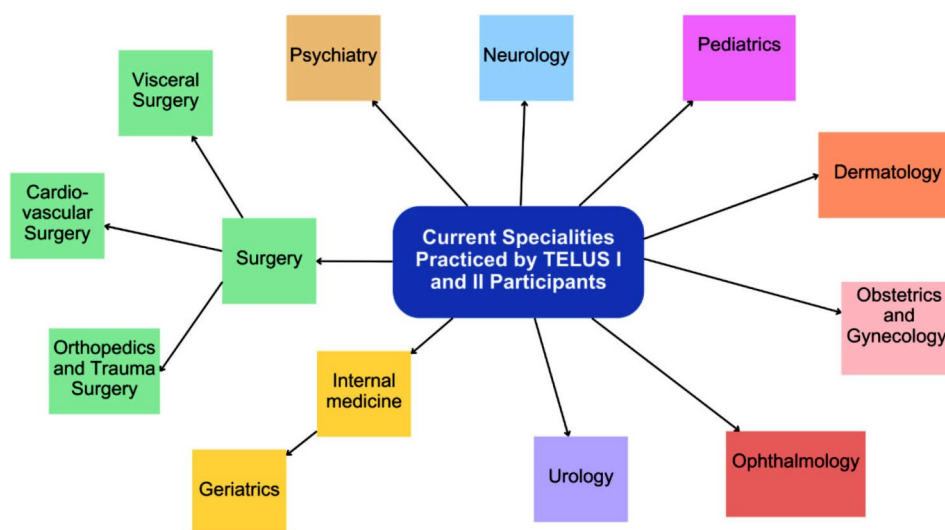 Psychiatry
Neurology
Pediatrics
Visceral
Surgery
Dermatology
Cardio-
vascular
Surgery
Current Specialities
Practiced by TELUS I
and II Participants
Surgery
Obstetrics
and
Gynecology
Orthopedics
and Trauma
Surgery
Internal
medicine
Geriatrics
Urology
Ophthalmology